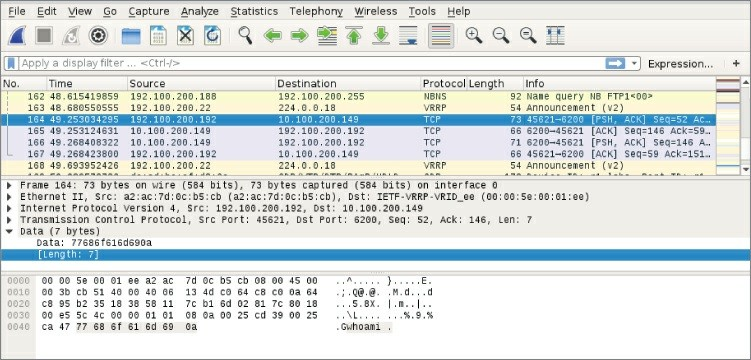 File Edit View Go Capture Analyze Statistics Telephony Wireless Tools Help
Apply a display filter ... <Ctrl-/> Expression... +
No. Time Source Destination Protocol Length Info
162 48.615419859 192.100.200.188 192.100.200.255 NBNS 92 Name query NB FTP1<00>
163 48.680550555 192.100.200.22 224.0.0.18 VRRP 54 Announcement (v2)
164 49.253034295 192.100.200.192 10.100.200.149 TCP 73 45621→6200 [PSH, ACK] Seq=52 Ac...
165 49.253124631 10.100.200.149 192.100.200.192 TCP 66 6200→45621 [ACK] Seq=146 Ack=59...
166 49.268408322 10.100.200.149 192.100.200.192 TCP 71 6200→45621 [PSH, ACK] Seq=146 A...
167 49.268423800 192.100.200.192 10.100.200.149 TCP 66 45621→6200 [ACK] Seq=59 Ack=151...
168 49.693952426 192.100.200.22 224.0.0.18 VRRP 54 Announcement (v2)
Frame 164: 73 bytes on wire (584 bits), 73 bytes captured (584 bits) on interface 0
Ethernet II, Src: a2:ac:7d:0c:b5:cb (a2:ac:7d:0c:b5:cb), Dst: IETF-VRRP-VRID_ee (00:00:5e:00:01:ee)
Internet Protocol Version 4, Src: 192.100.200.192, Dst: 10.100.200.149
Transmission Control Protocol, Src Port: 45621, Dst Port: 6200, Seq: 52, Ack: 146, Len: 7
Data (7 bytes)
Data: 77686f616d690a
[Length: 7]
0000 00 00 5e 00 01 ee a2 ac 7d 0c b5 cb 08 00 45 00 ..^..... }.....E.
0010 00 3b cb 51 40 00 40 06 13 4d c0 64 c8 c0 0a 64 .;.Q@.@. .M.d...d
0020 c8 95 b2 35 18 38 58 11 7c b1 6d 02 81 7c 80 18 ...5.8X. |.m..|..
0030 00 e5 5c 4c 00 00 01 01 08 0a 00 25 cd 39 00 25 ..\L.... ...%.9.%
0040 ca 47 77 68 6f 61 6d 69 0a .Gwhoami .